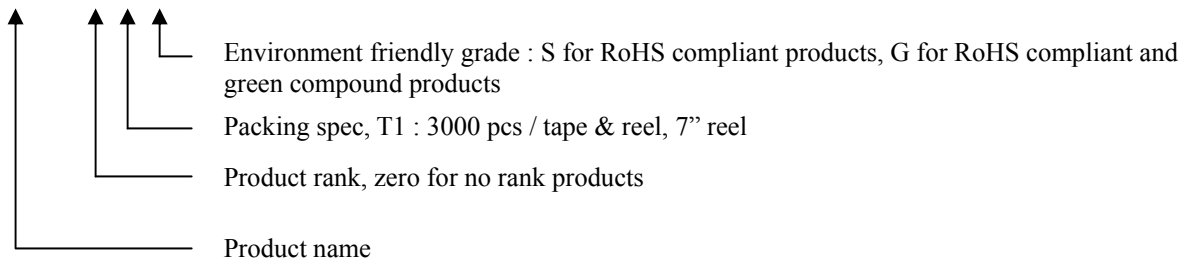 Environment friendly grade : S for RoHS compliant products, G for RoHS compliant and
green compound products
Packing spec, T1 : 3000 pcs / tape & reel, 7” reel
Product rank, zero for no rank products
Product name